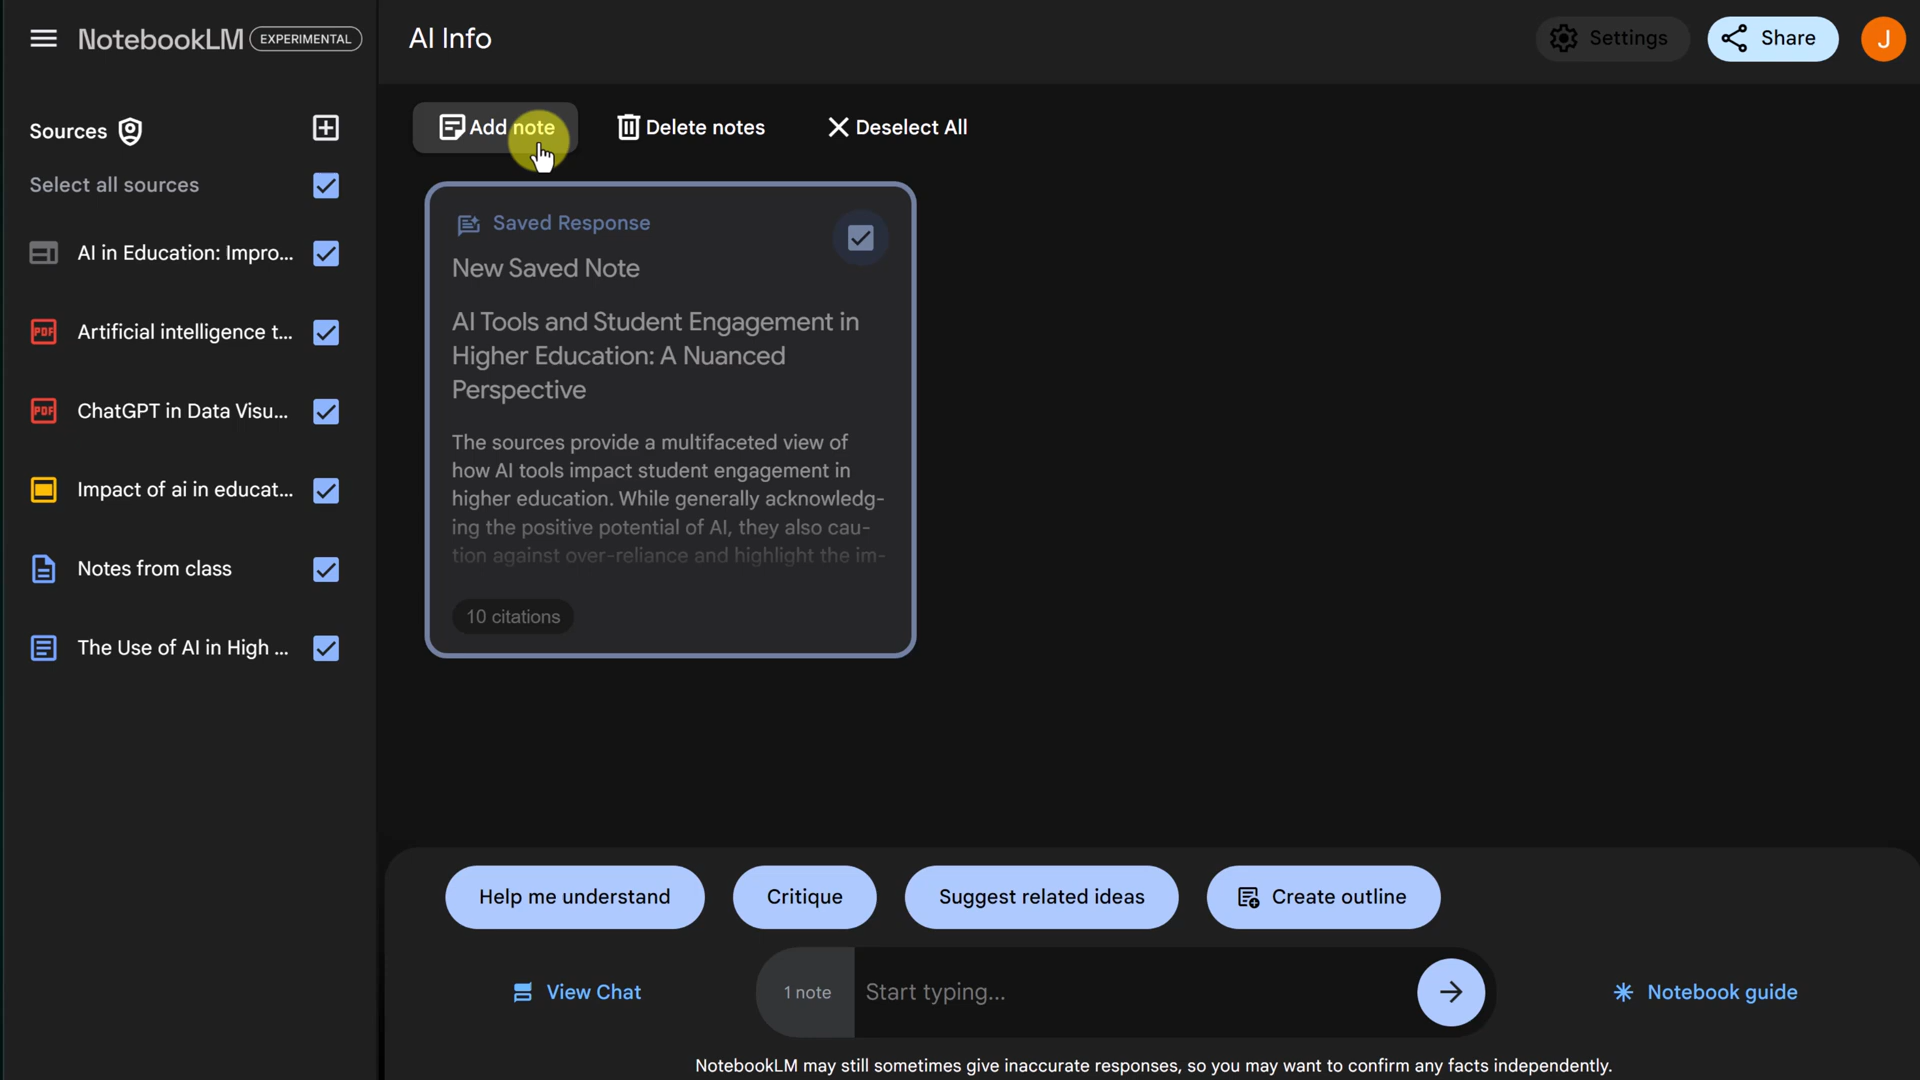 NotebookLM EXPERIMENTAL
AI Info
Settings
Share
J
Sources
Select all sources
AI in Education: Impro...
PDF Artificial intelligence t...
PDF ChatGPT in Data Visu...
Impact of ai in educat...
Notes from class
The Use of AI in High ...
Add note
Delete notes
Deselect All
Saved Response
New Saved Note
AI Tools and Student Engagement in
Higher Education: A Nuanced
Perspective
The sources provide a multifaceted view of
how AI tools impact student engagement in
higher education. While generally acknowledg-
ing the positive potential of AI, they also cau-
tion against over-reliance and highlight the im-
10 citations
Help me understand
Critique
Suggest related ideas
Create outline
View Chat
1 note
Start typing...
Notebook guide
NotebookLM may still sometimes give inaccurate responses, so you may want to confirm any facts independently.